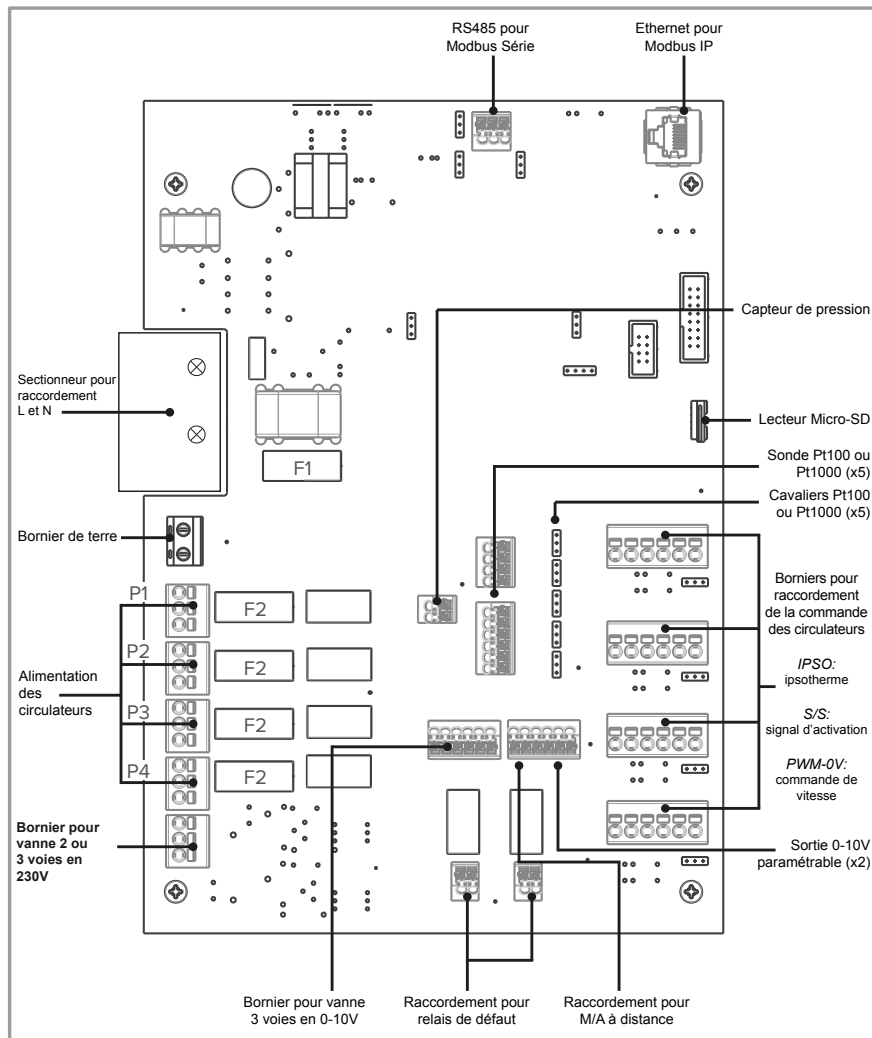 RS485 pour
Modbus Série
Ethernet pour
Modbus IP
Capteur de pression
Sectionneur pour
raccordement
L et N
Lecteur Micro-SD
F1
Sonde Pt100 ou
Pt1000 (x5)
Cavaliers Pt100
ou Pt1000 (x5)
Bornier de terre
P1
F2
P2
F2
P3
F2
P4
F2
Alimentation
des
circulateurs
Borniers pour
raccordement
de la commande
des circulateurs
IPSO:
ipsotherme
S/S:
signal d'activation
PWM-0V:
commande de
vitesse
Bornier pour
vanne 2 ou
3 voies en
230V
Sortie 0-10V
paramétrable (x2)
Bornier pour vanne
3 voies en 0-10V
Raccordement pour
relais de défaut
Raccordement pour
M/A à distance